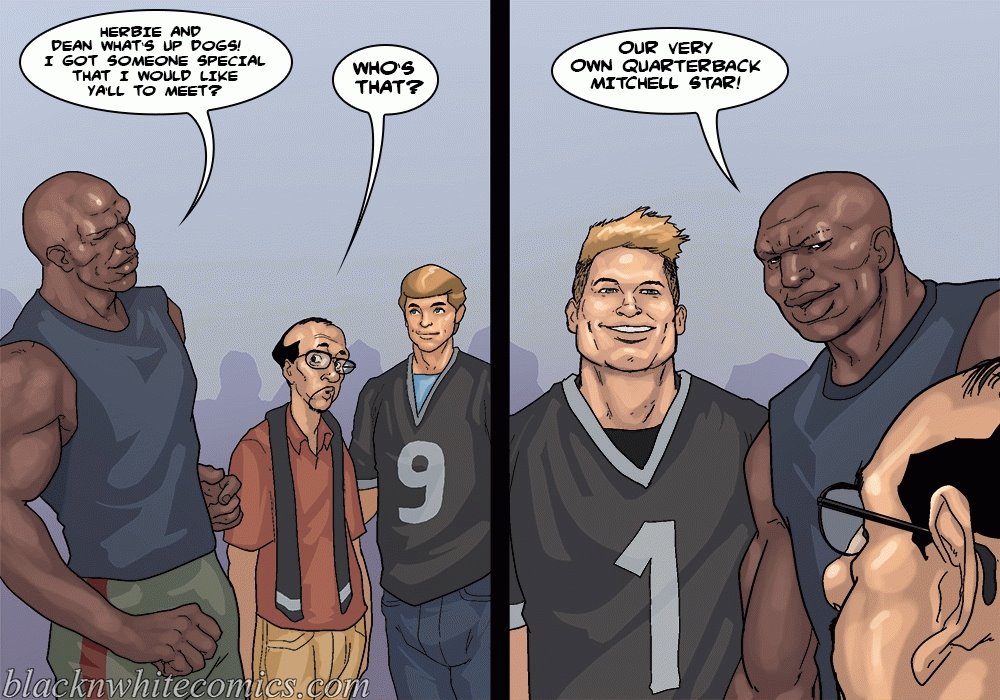 HERBIE AND
DEAN WHAT'S UP DOGS!
I GOT SOMEONE SPECIAL
THAT I WOULD LIKE
YA'LL TO MEET?
WHO'S
THAT?
9
OUR VERY
OWN QUARTERBACK
MITCHELL STAR!
1
blacknwhitecomics.com